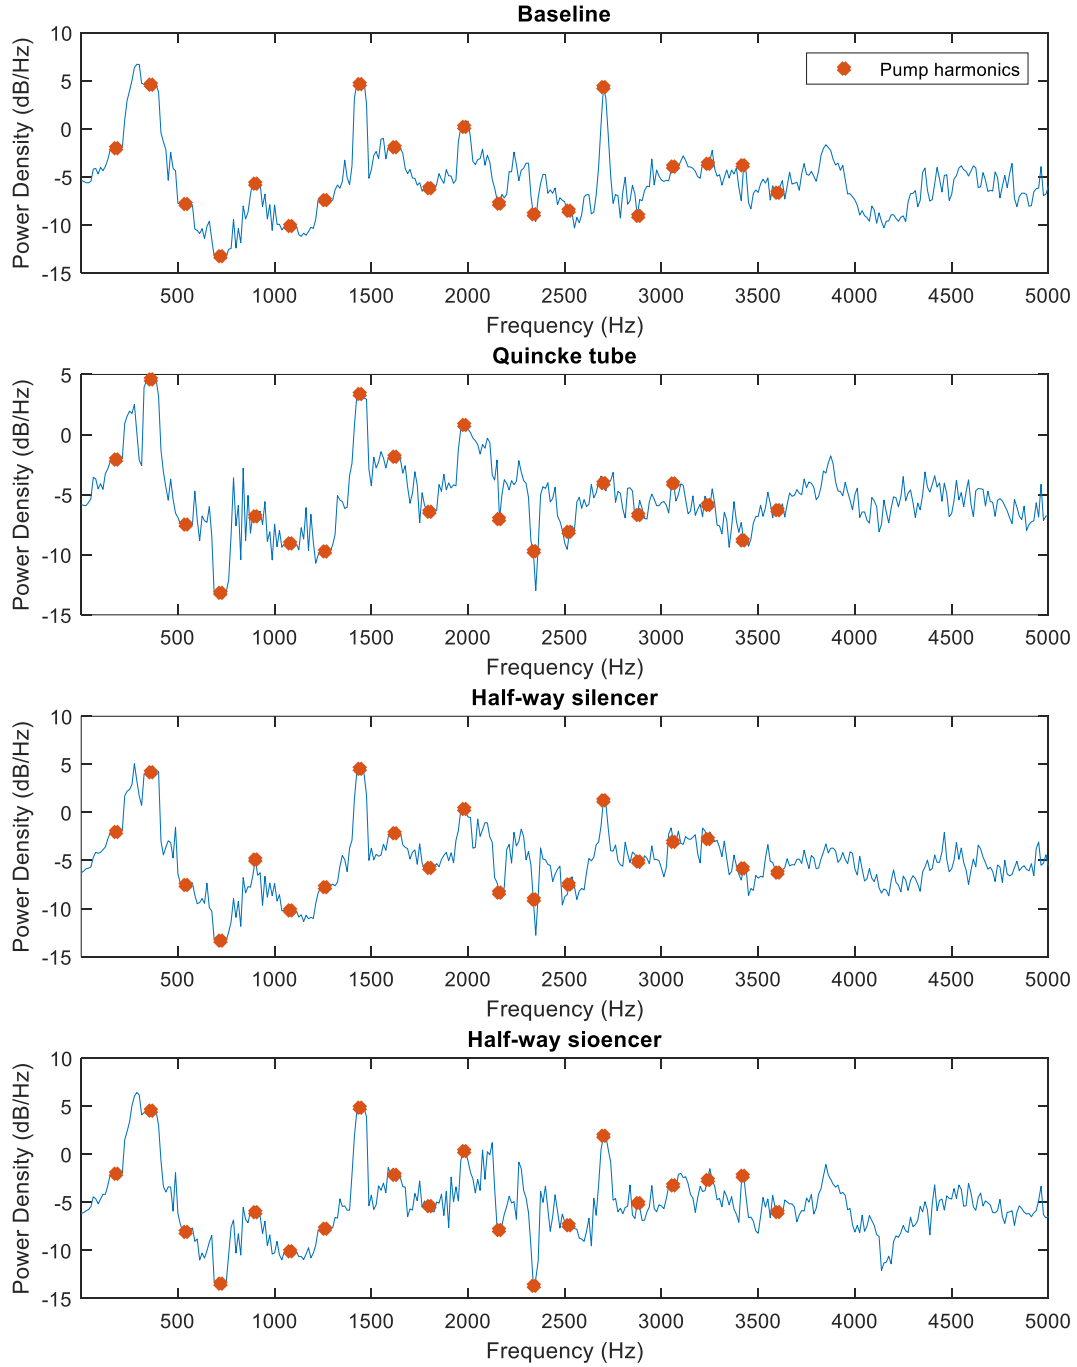 Baseline
10
5
0
-5
-10
-15
Power Density (dB/Hz)
Pump harmonics
500 1000 1500 2000 2500 3000 3500 4000 4500 5000
Frequency (Hz)
Quincke tube
5
0
-5
-10
-15
Power Density (dB/Hz)
500 1000 1500 2000 2500 3000 3500 4000 4500 5000
Frequency (Hz)
Half-way silencer
10
5
0
-5
-10
-15
Power Density (dB/Hz)
500 1000 1500 2000 2500 3000 3500 4000 4500 5000
Frequency (Hz)
Half-way sioencer
10
5
0
-5
-10
-15
Power Density (dB/Hz)
500 1000 1500 2000 2500 3000 3500 4000 4500 5000
Frequency (Hz)